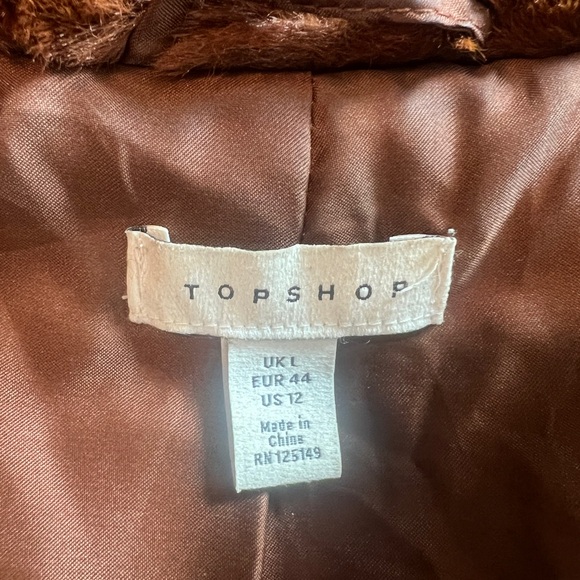 TOPSHOP
UK L
EUR 44
US 12
Made in
China
RN 125149